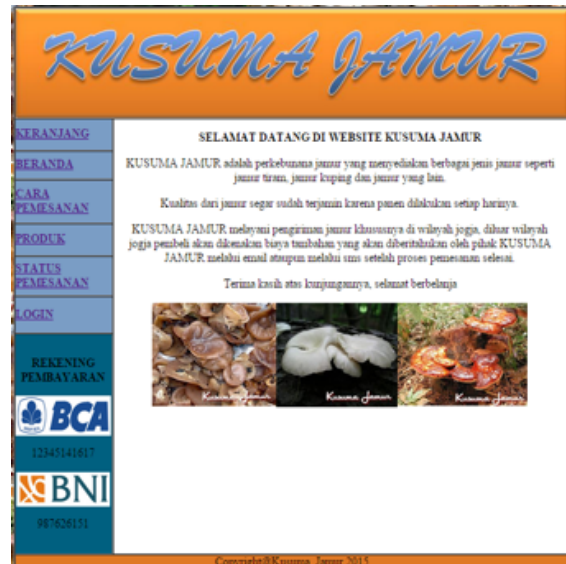 KUSUMA JAMUR
KERANJANG
BERANDA
CARA
PEMESANAN
PRODUK
STATUS
PEMESANAN
LOGIN
REKENING
PEMBAYARAN
BCA
12345141617
BNI
987626151
SELAMAT DATANG DI WEBSITE KUSUMA JAMUR
KUSUMA JAMUR adalah perkebunana jamur yang menyediakan berbagai jenis jamur seperti
jamur tiram, jamur kuping dan jamur yang lain.
Kualitas dari jamur segar sudah terjamin karena panen dilakukan setiap harinya.
KUSUMA JAMUR melayani pengiriman jamur khususnya di wilayah jogja, diluar wilayah
jogja pembeli akan dikenakan biaya tambahan yang akan diberitahukan oleh pihak KUSUMA
JAMUR melalui email ataupun melalui sms setelah proses pemesanan selesai.
Terima kasih atas kunjungannya, selamat berbelanja
Kusuma Jamur
Kusuma Jamur
Kusuma Jamur
Copyright@Kusuma_Jamur 2015